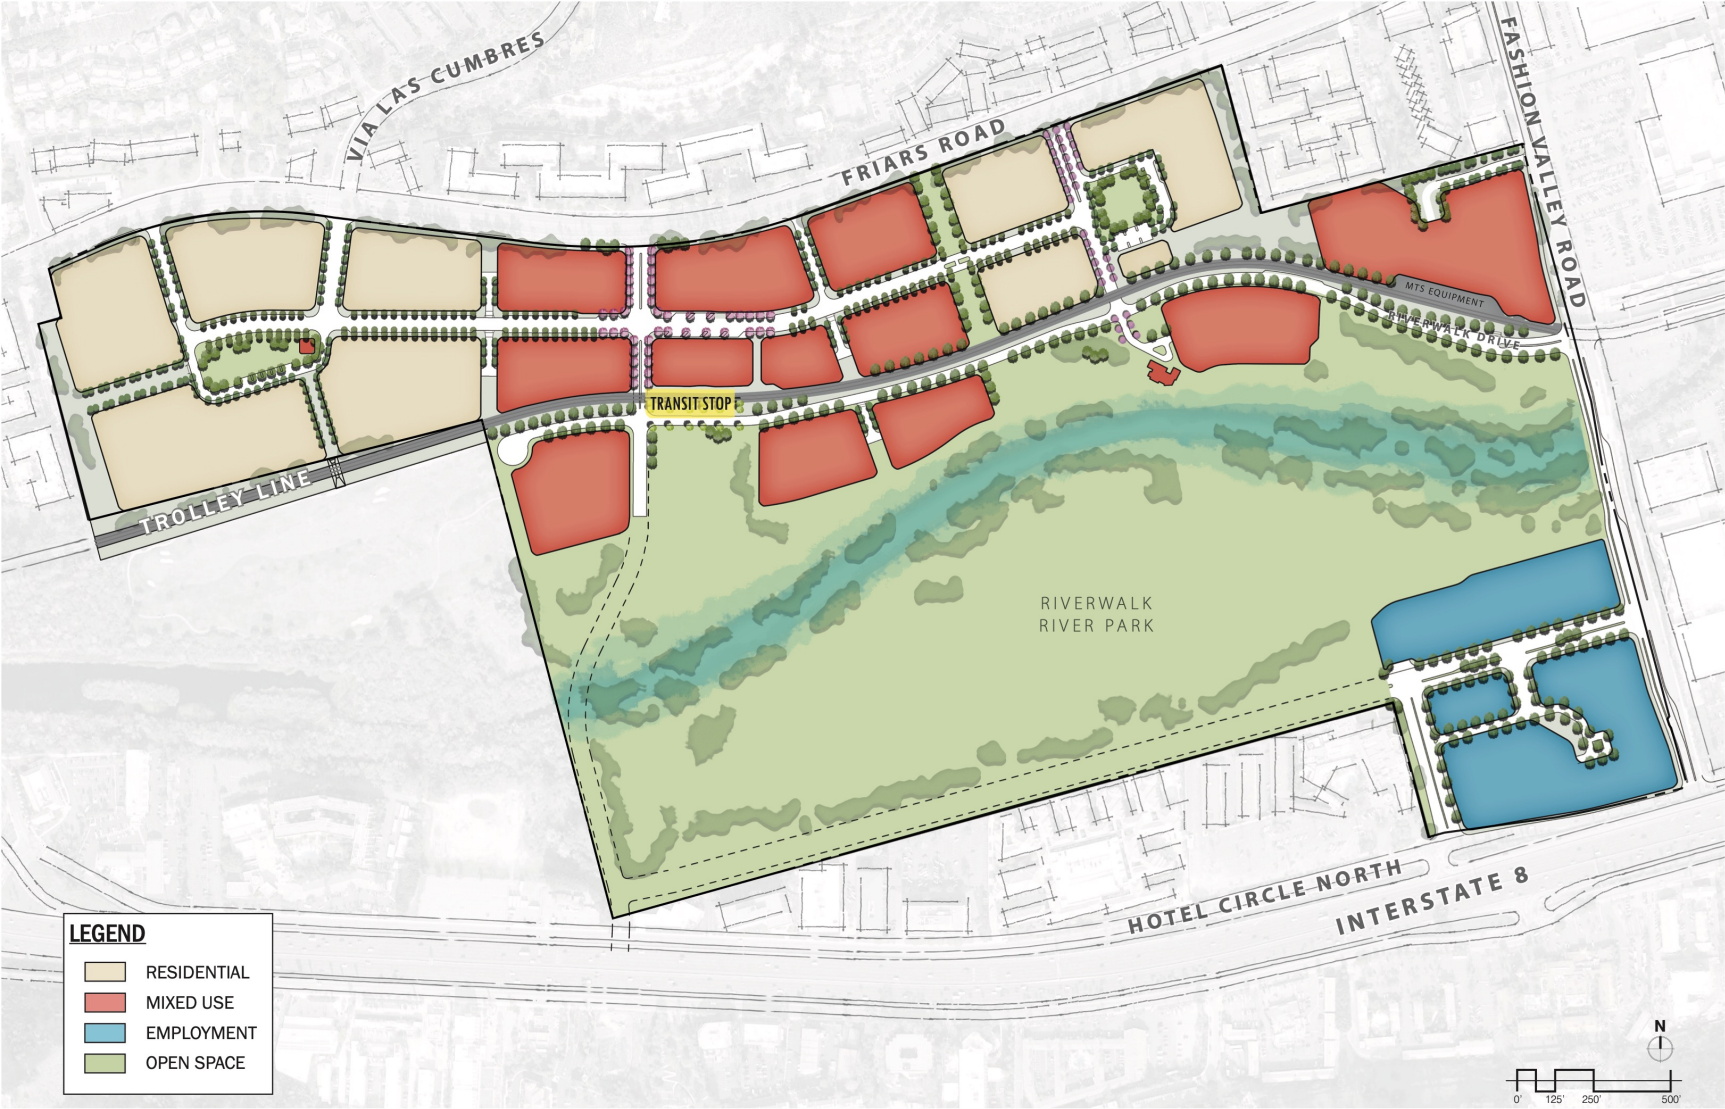 VIA LAS CUMBRES
FRIARS ROAD
FASHION VALLEY ROAD
MTS EQUIPMENT
RIVERWALK DRIVE
TRANSIT STOP
TROLLEY LINE
RIVERWALK
RIVER PARK
HOTEL CIRCLE NORTH
INTERSTATE 8
LEGEND
RESIDENTIAL
MIXED USE
EMPLOYMENT
OPEN SPACE
N
0' 125' 250' 500'